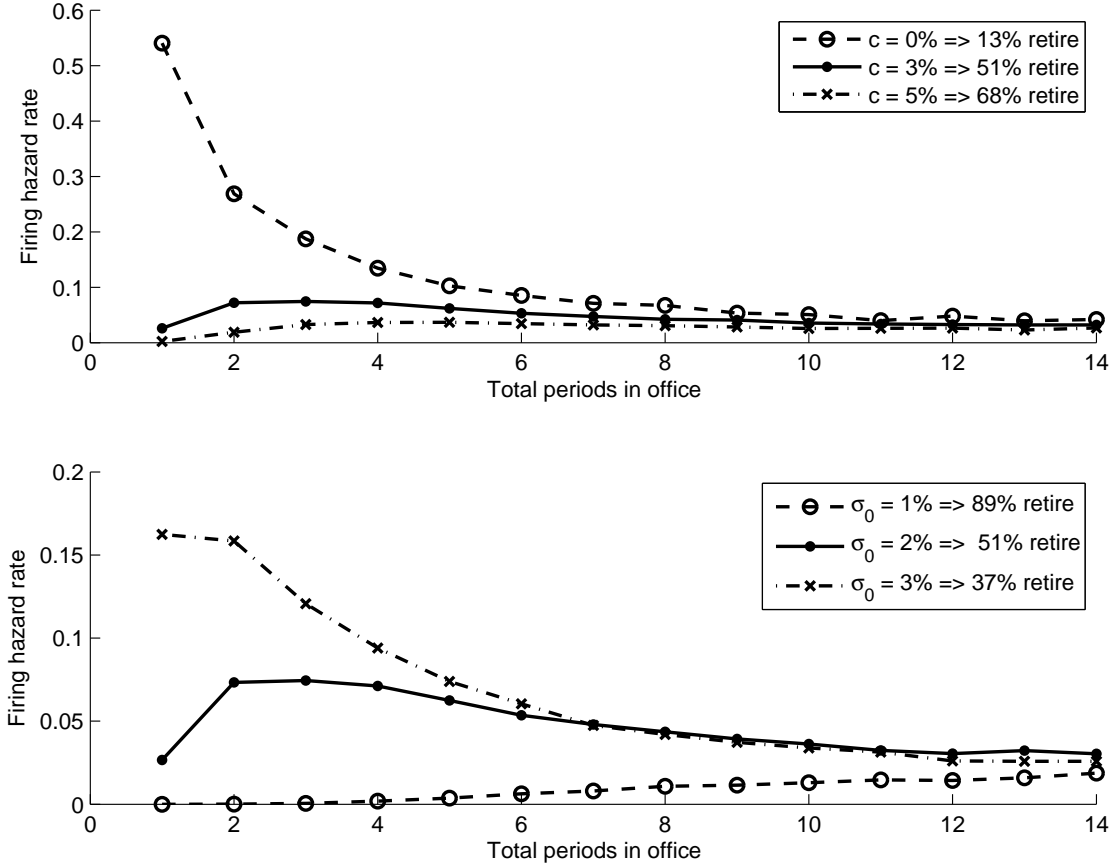 0.6
0.5
0.4
0.3
0.2
0.1
0
Firing hazard rate
c = 0% => 13% retire
c = 3% => 51% retire
c = 5% => 68% retire
0 2 4 6 8 10 12 14
Total periods in office
0.2
0.15
0.1
0.05
0
Firing hazard rate
σ0 = 1% => 89% retire
σ0 = 2% => 51% retire
σ0 = 3% => 37% retire
0 2 4 6 8 10 12 14
Total periods in office